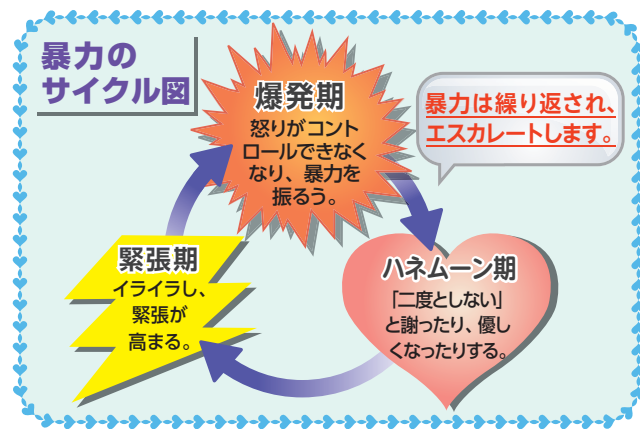 暴力の
サイクル図
爆発期
怒りがコント
ロールできなく
なり、暴力を
振るう。
暴力は繰り返され、
エスカレートします。
ハネムーン期
「二度としない」
と謝ったり、優し
くなったりする。
緊張期
イライラし、
緊張が
高まる。